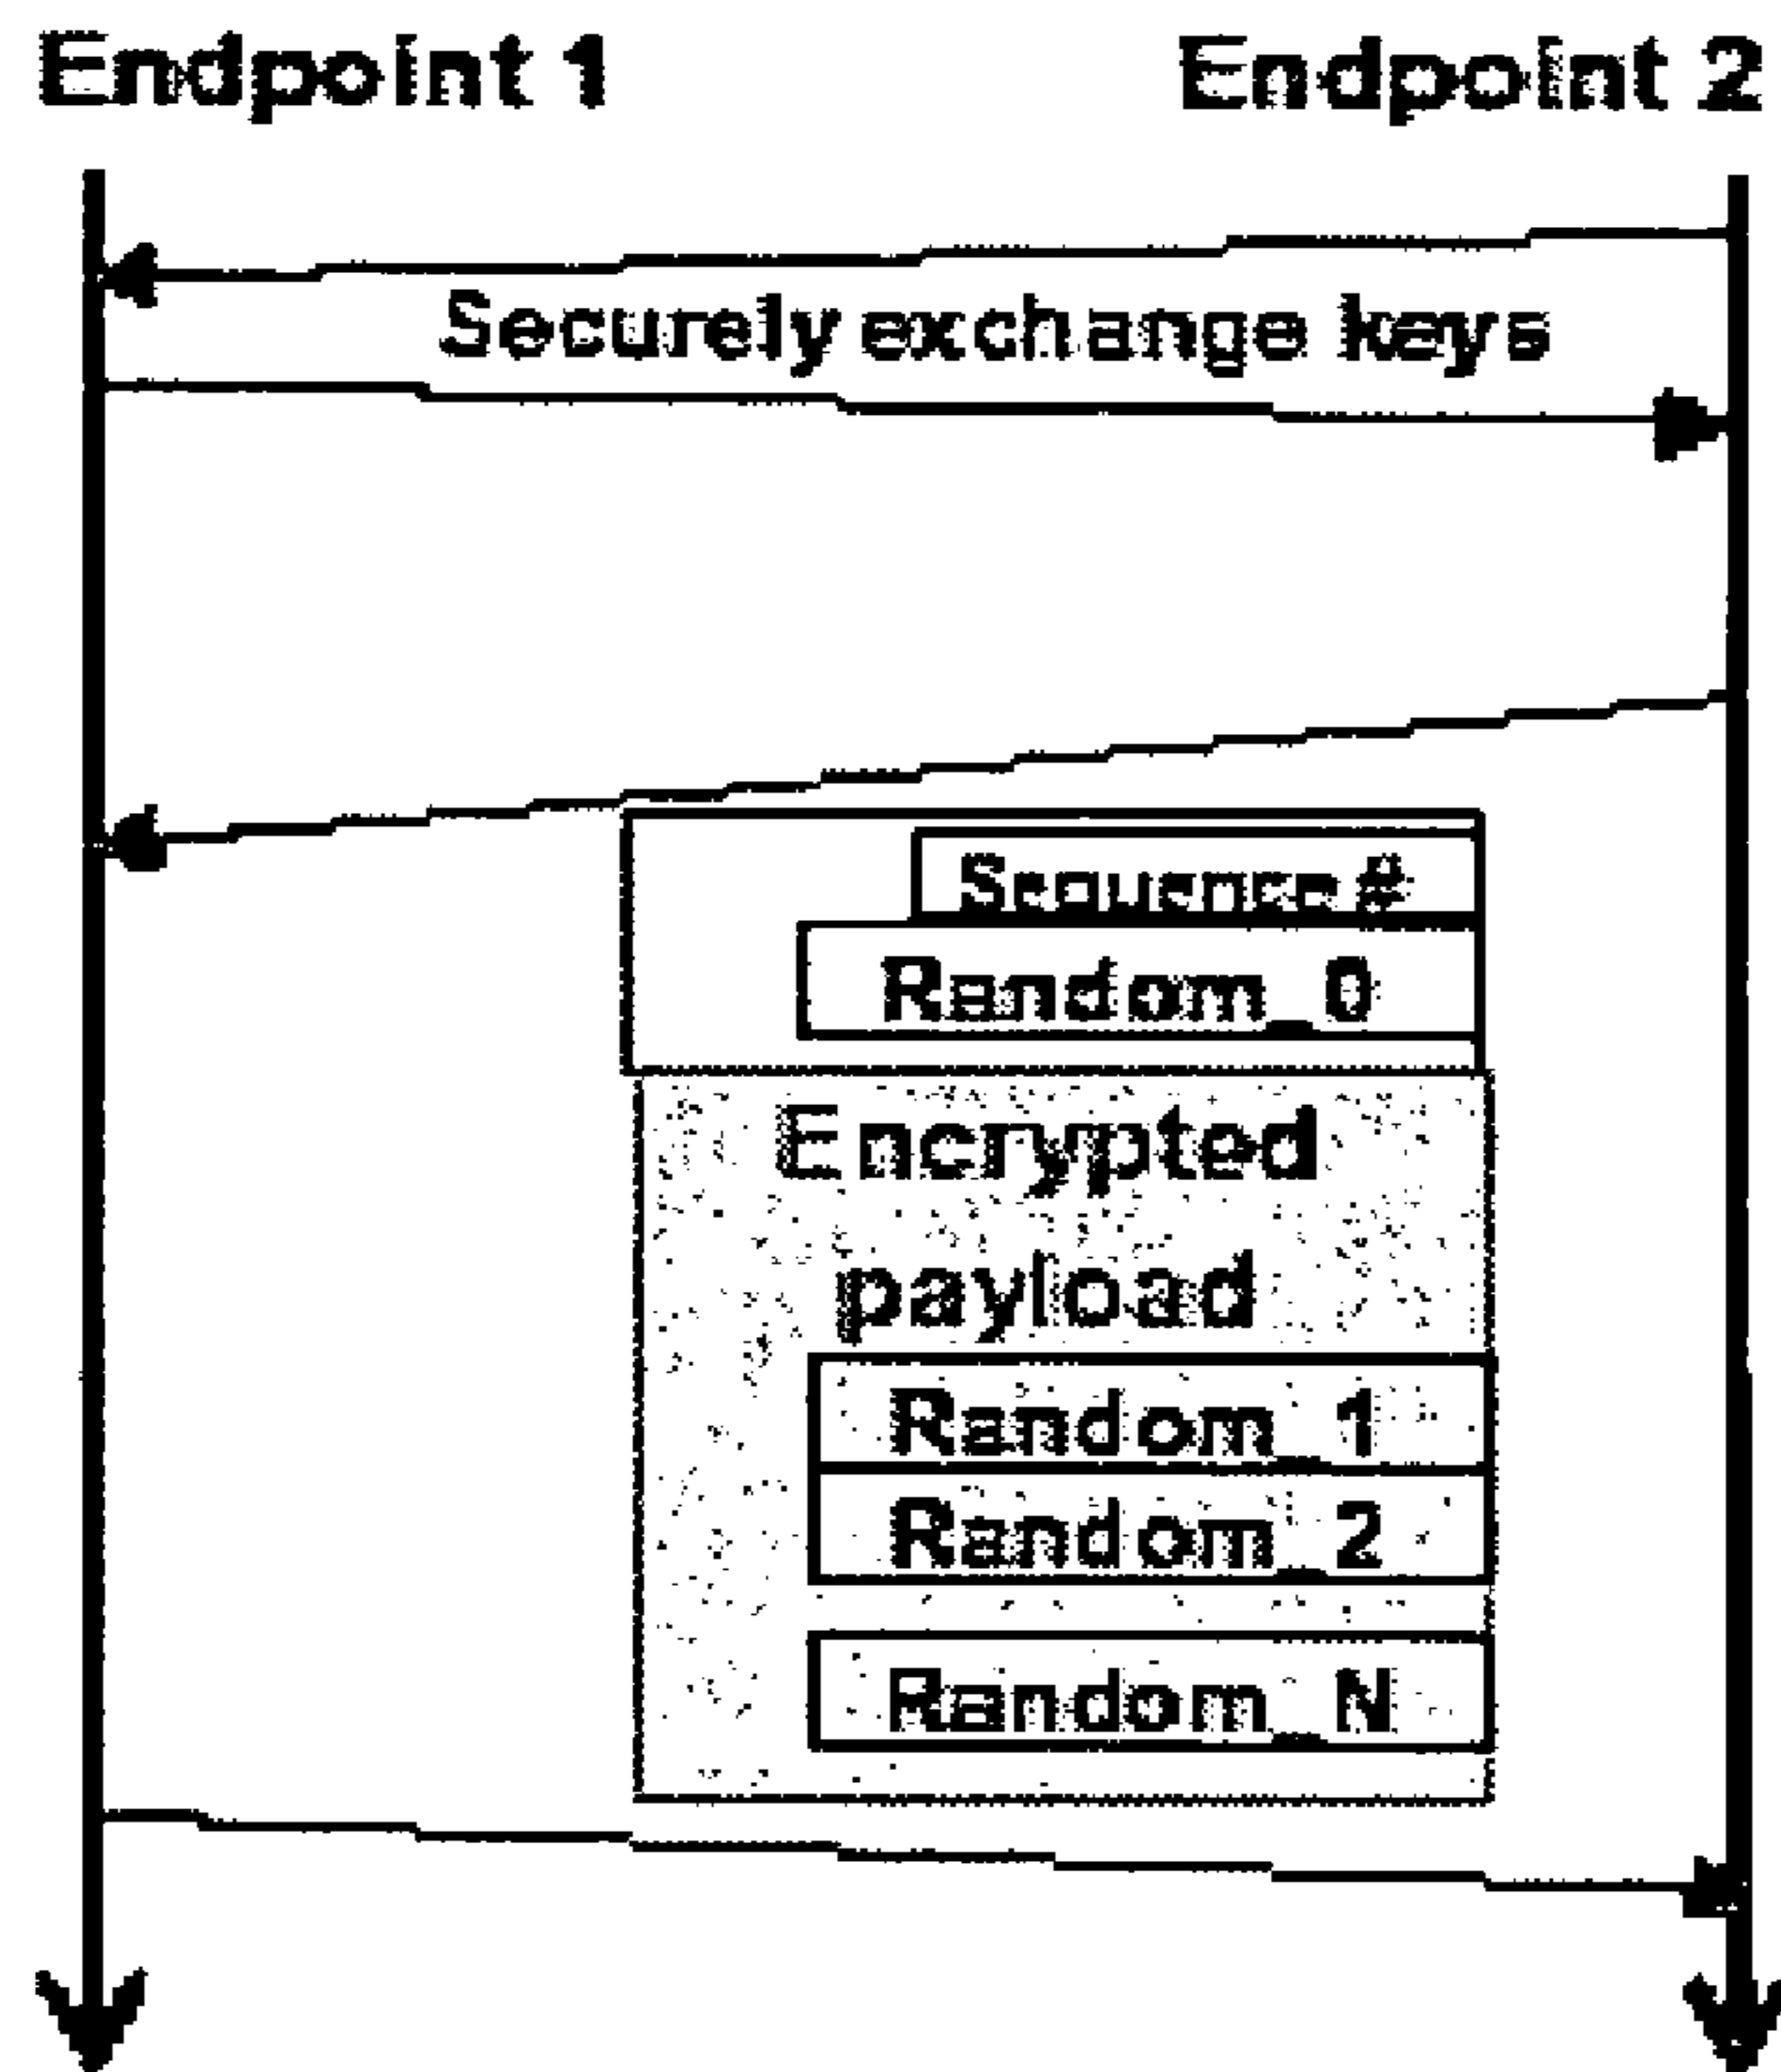 Endpoint 1 Endpoint 2
Securely exchange keys
Sequence #
Random_0
Encrypted
payload
Random_1
Random_2
Random_N